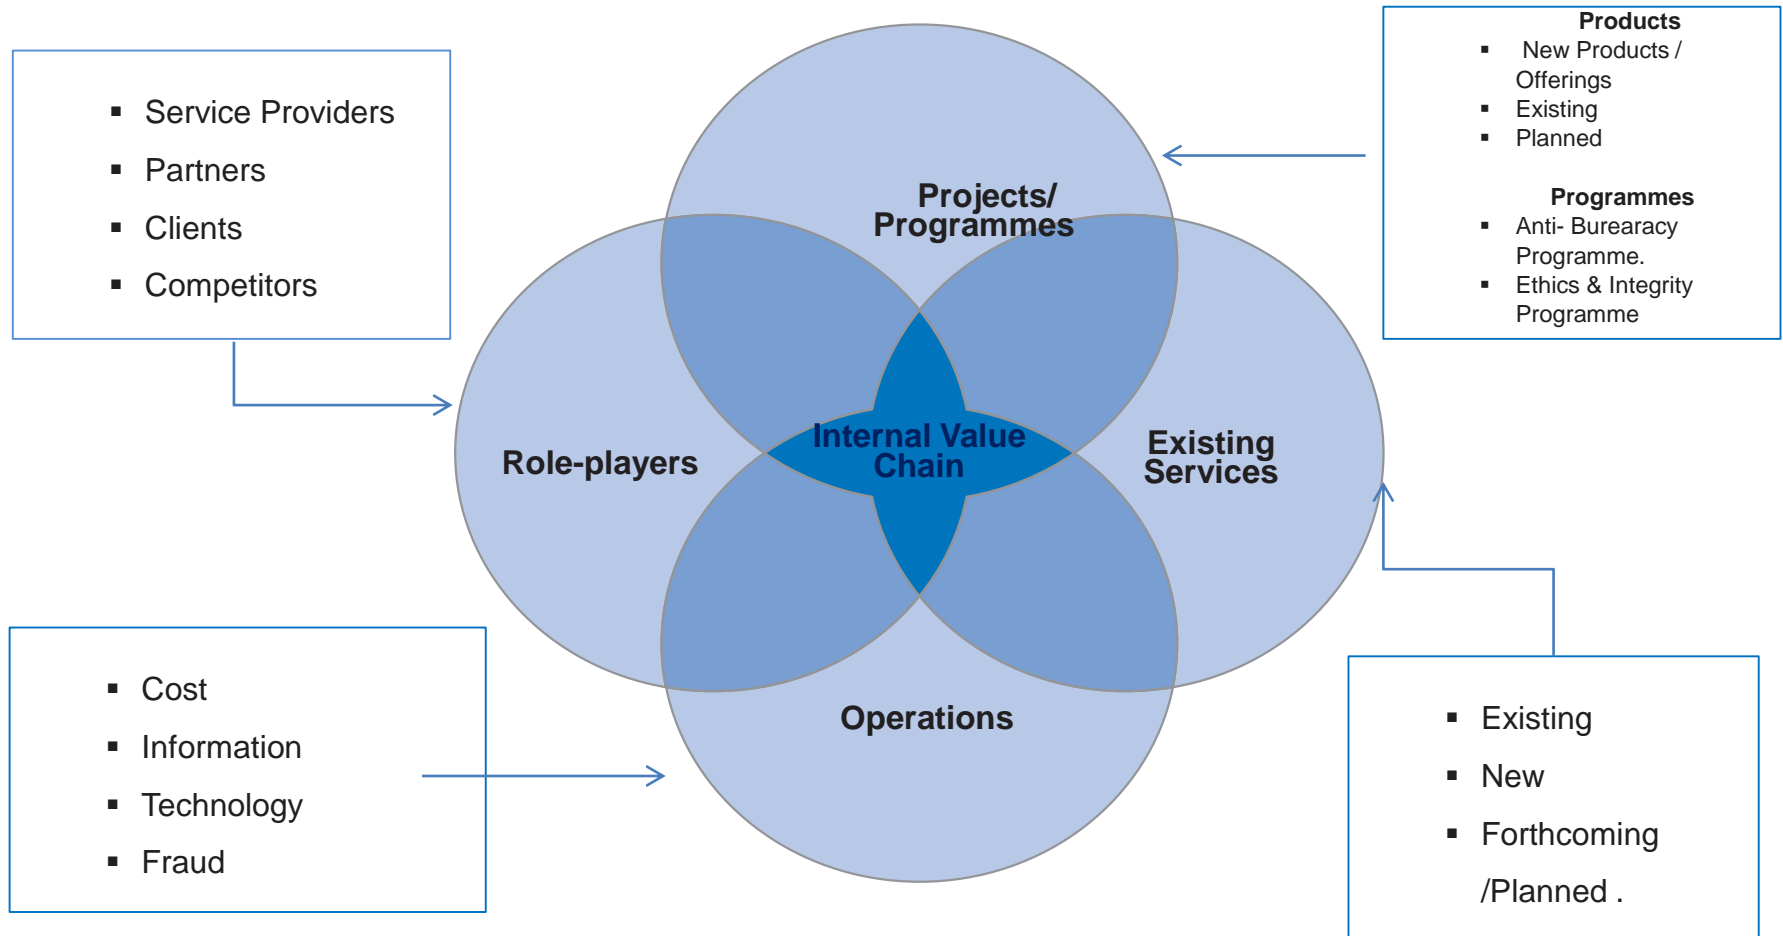 ▪ Service Providers
▪ Partners
▪ Clients
▪ Competitors
Products
▪ New Products /
Offerings
▪ Existing
▪ Planned
Programmes
▪ Anti- Burearacy
Programme.
▪ Ethics & Integrity
Programme
Projects/
Programmes
Role-players
Internal Value
Chain
Existing
Services
Operations
▪ Cost
▪ Information
▪ Technology
▪ Fraud
▪ Existing
▪ New
▪ Forthcoming
/Planned .